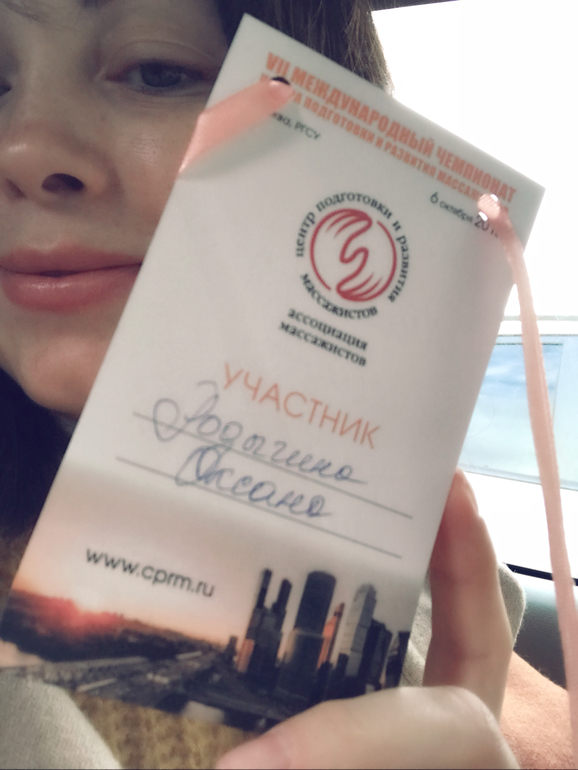 VII МЕЖДУНАРОДНЫЙ ЧЕМПИОНАТ
ПОДГОТОВКИ И РАЗВИТИЯ
РГСУ
6 октября
центр подготовки и развития
массажистов
ассоциация
массажистов
УЧАСТНИК
Оксана
www.cprm.ru